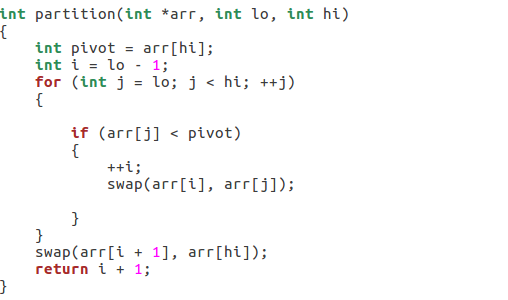 int partition(int *arr, int lo, int hi)
{
    int pivot = arr[hi];
    int i = lo - 1;
    for (int j = lo; j < hi; ++j)
    {

        if (arr[j] < pivot)
        {
            ++i;
            swap(arr[i], arr[j]);

        }
    }
    swap(arr[i + 1], arr[hi]);
    return i + 1;
}